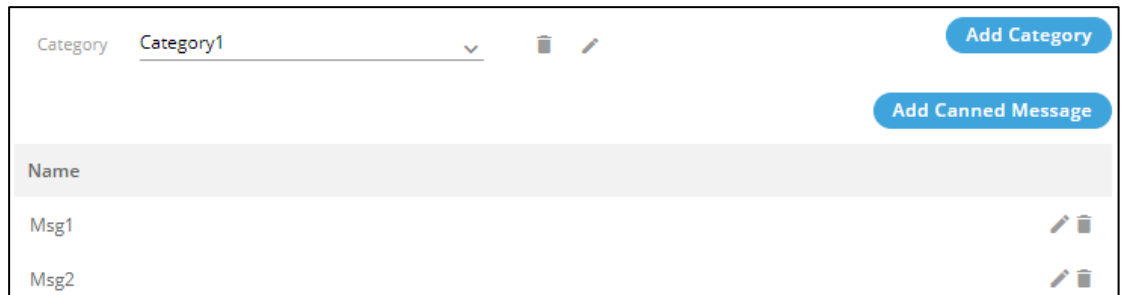 Category Category1 Add Category
Add Canned Message
Name
Msg1
Msg2